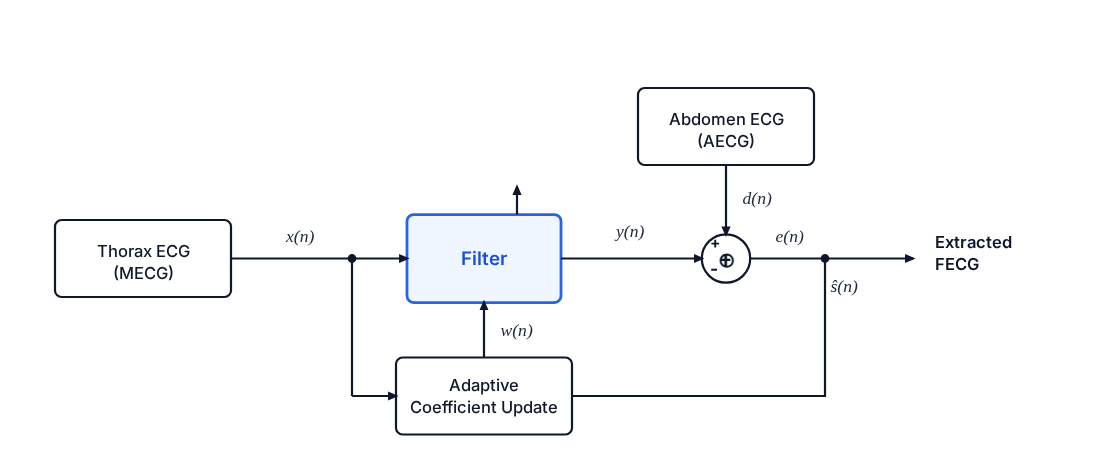 Abdomen ECG
(AECG)
d(n)
Thorax ECG
(MECG)
x(n)
Filter
y(n)
+
-
⊕
e(n)
Extracted
FECG
ŝ(n)
w(n)
Adaptive
Coefficient Update